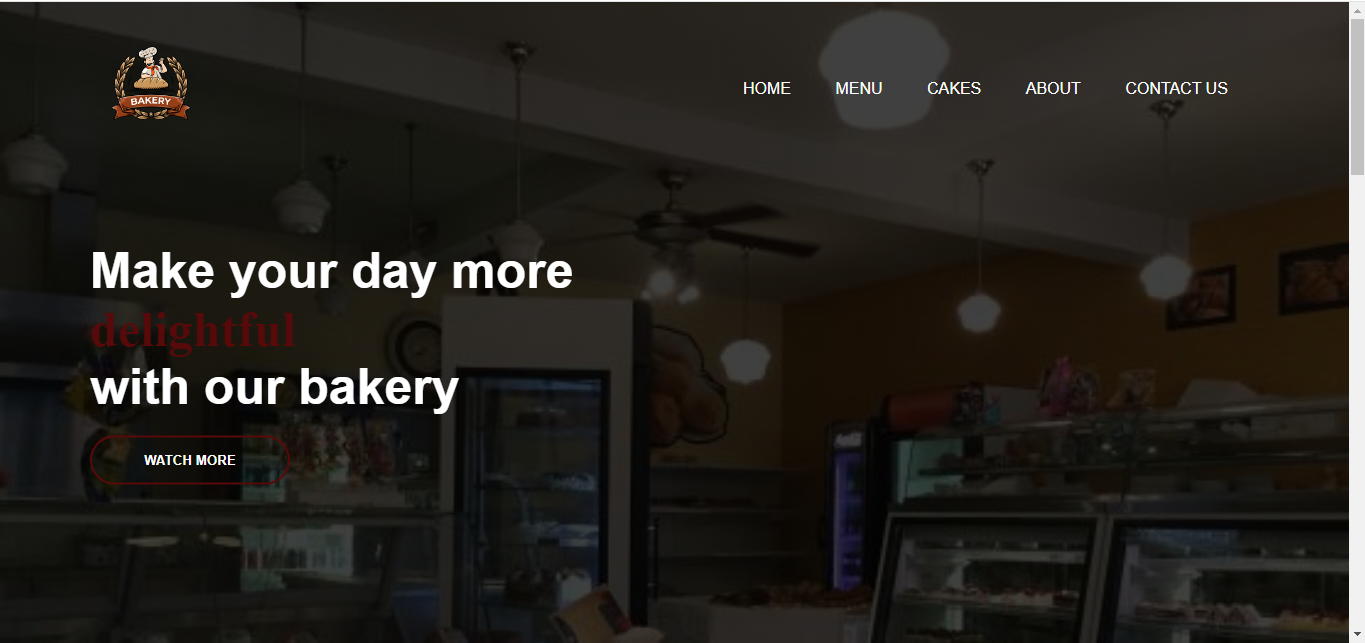 BAKERY
HOME MENU CAKES ABOUT CONTACT US
Make your day more
delightful
with our bakery
WATCH MORE